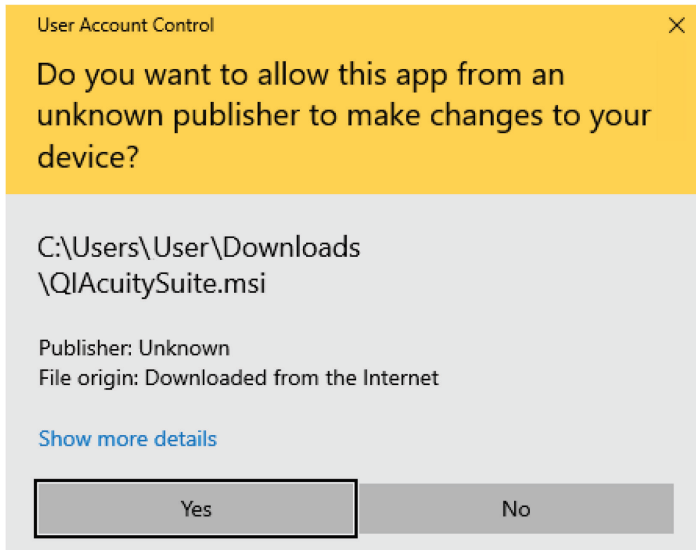 User Account Control
Do you want to allow this app from an
unknown publisher to make changes to your
device?
C:\Users\User\Downloads
\QIAcuitySuite.msi
Publisher: Unknown
File origin: Downloaded from the Internet
Show more details
Yes
No